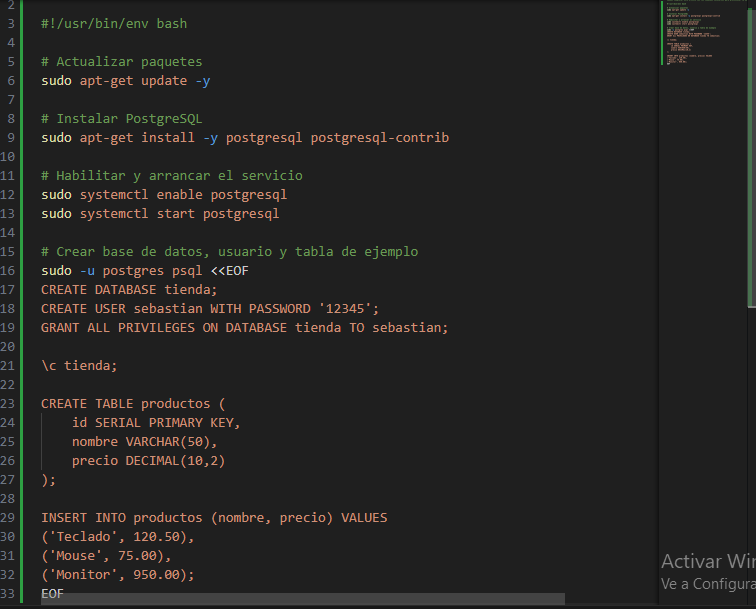 2
3 #!/usr/bin/env bash
4
5 # Actualizar paquetes
6 sudo apt-get update -y
7
8 # Instalar PostgreSQL
9 sudo apt-get install -y postgresql postgresql-contrib
10
11 # Habilitar y arrancar el servicio
12 sudo systemctl enable postgresql
13 sudo systemctl start postgresql
14
15 # Crear base de datos, usuario y tabla de ejemplo
16 sudo -u postgres psql <<EOF
17 CREATE DATABASE tienda;
18 CREATE USER sebastian WITH PASSWORD '12345';
19 GRANT ALL PRIVILEGES ON DATABASE tienda TO sebastian;
20
21 \c tienda;
22
23 CREATE TABLE productos (
24     id SERIAL PRIMARY KEY,
25     nombre VARCHAR(50),
26     precio DECIMAL(10,2)
27 );
28
29 INSERT INTO productos (nombre, precio) VALUES
30 ('Teclado', 120.50),
31 ('Mouse', 75.00),
32 ('Monitor', 950.00);
33 EOF
Activar Win
Ve a Configura